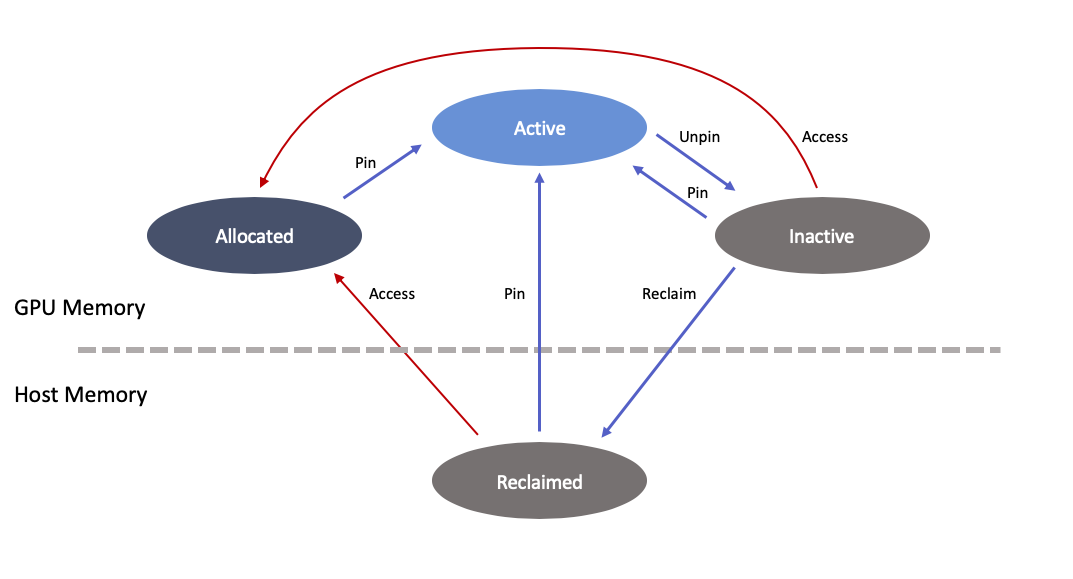 Active
Unpin
Access
Pin
Pin
Allocated
Inactive
Access
Pin
Reclaim
GPU Memory
Host Memory
Reclaimed